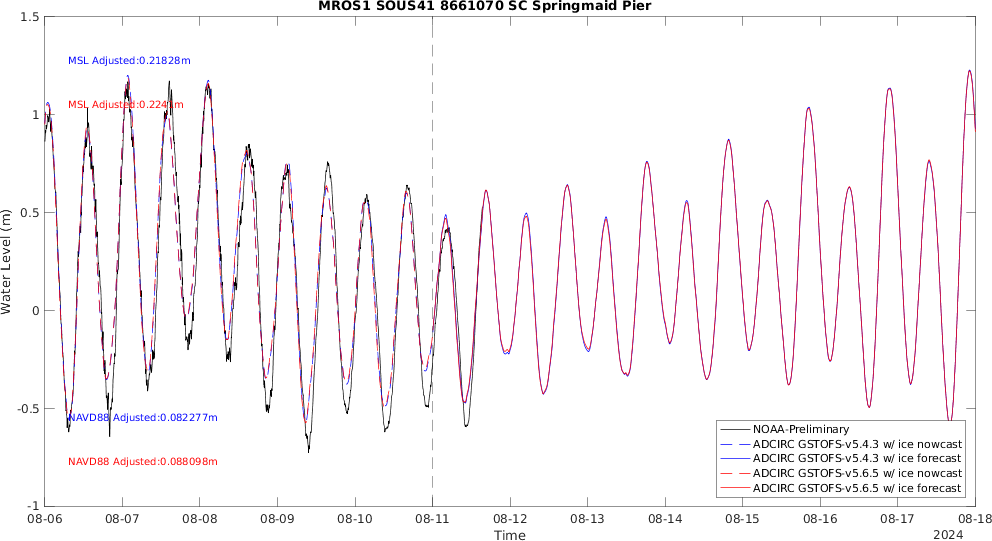 MROS1 SOUS41 8661070 SC Springmaid Pier
1.5
1
0.5
0
-0.5
-1
Water Level (m)
MSL Adjusted:0.21828m
NAVD88 Adjusted:0.082277m
NAVD88 Adjusted:0.088098m
NOAA-Preliminary
ADCIRC GSTOFS-v5.4.3 w/ ice nowcast
ADCIRC GSTOFS-v5.4.3 w/ ice forecast
ADCIRC GSTOFS-v5.6.5 w/ ice nowcast
ADCIRC GSTOFS-v5.6.5 w/ ice forecast
08-06 08-07 08-08 08-09 08-10 08-11 08-12 08-13 08-14 08-15 08-16 08-17 08-18
Time
2024